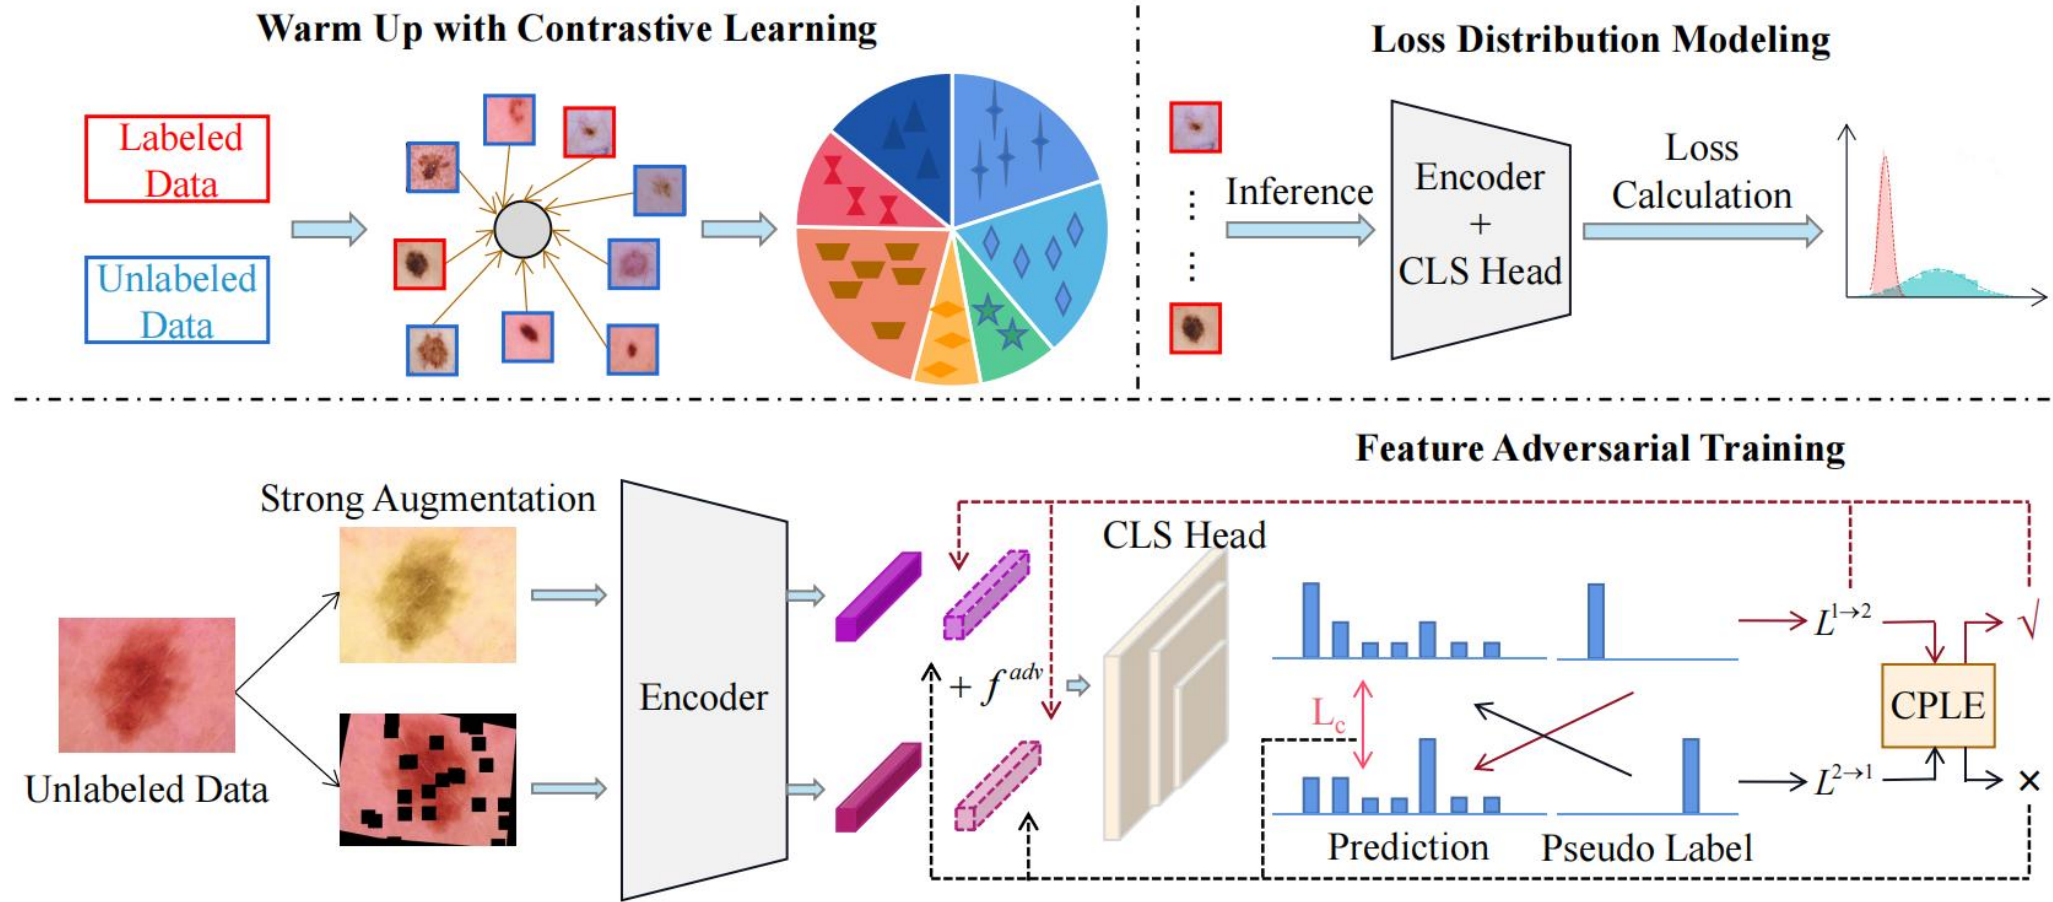 Warm Up with Contrastive Learning
Labeled
Data
Unlabeled
Data
Loss Distribution Modeling
Inference
Encoder
+
CLS Head
Loss
Calculation
Feature Adversarial Training
Strong Augmentation
Unlabeled Data
Encoder
+ f^{adv}
CLS Head
L_c
Prediction
Pseudo Label
L^{1→2}
L^{2→1}
CPLE
√
×